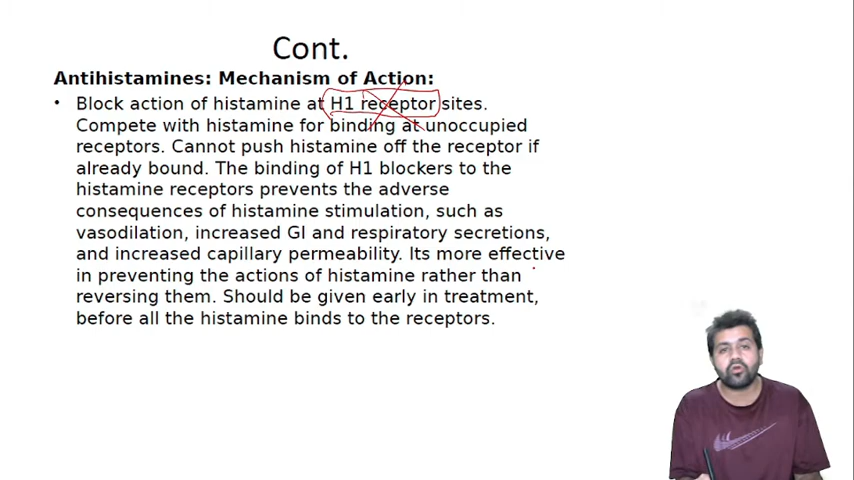 Cont.
Antihistamines: Mechanism of Action:
• Block action of histamine at H1 receptor sites.
Compete with histamine for binding at unoccupied
receptors. Cannot push histamine off the receptor if
already bound. The binding of H1 blockers to the
histamine receptors prevents the adverse
consequences of histamine stimulation, such as
vasodilation, increased GI and respiratory secretions,
and increased capillary permeability. Its more effective
in preventing the actions of histamine rather than
reversing them. Should be given early in treatment,
before all the histamine binds to the receptors.